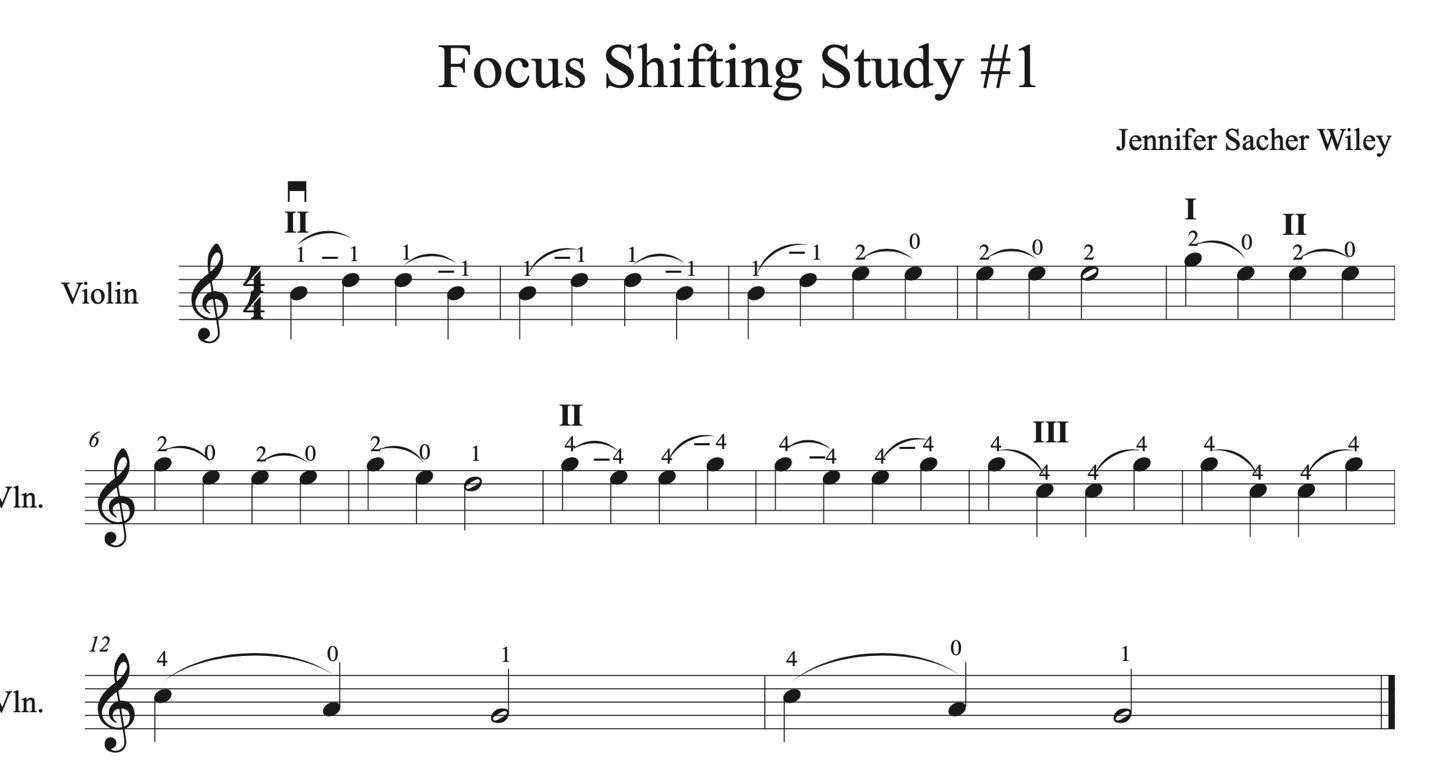 Focus Shifting Study #1
Jennifer Sacher Wiley
II I II
1 – 1 1 – 1 1 – 1 1 – 1 1 – 1 2 0 2 0 2 2 0 2 0
Violin 4/4
6 II III
2 0 2 0 2 0 1 4 – 4 4 – 4 4 – 4 4 – 4 4 4 4 4 4 4 4 4
Vln.
12
4 0 1 4 0 1
Vln.